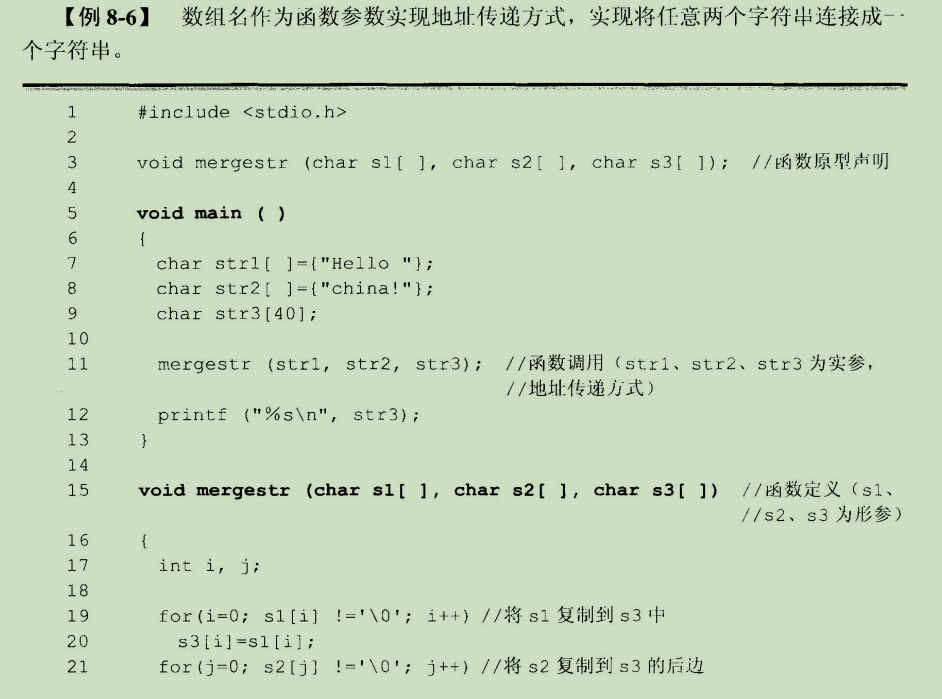 【例 8-6】 数组名作为函数参数实现地址传递方式，实现将任意两个字符串连接成一
个字符串。
1 #include <stdio.h>
2
3 void mergestr (char s1[ ], char s2[ ], char s3[ ]); //函数原型声明
4
5 void main ( )
6 {
7 char str1[ ]={"Hello "};
8 char str2[ ]={"china!"};
9 char str3[40];
10
11 mergestr (str1, str2, str3); //函数调用（str1、str2、str3 为实参,
//地址传递方式）
12 printf ("%s\n", str3);
13 }
14
15 void mergestr (char s1[ ], char s2[ ], char s3[ ]) //函数定义（s1、
//s2、s3 为形参）
16 {
17 int i, j;
18
19 for(i=0; s1[i] !='\0'; i++) //将 s1 复制到 s3 中
20 s3[i]=s1[i];
21 for(j=0; s2[j] !='\0'; j++) //将 s2 复制到 s3 的后边